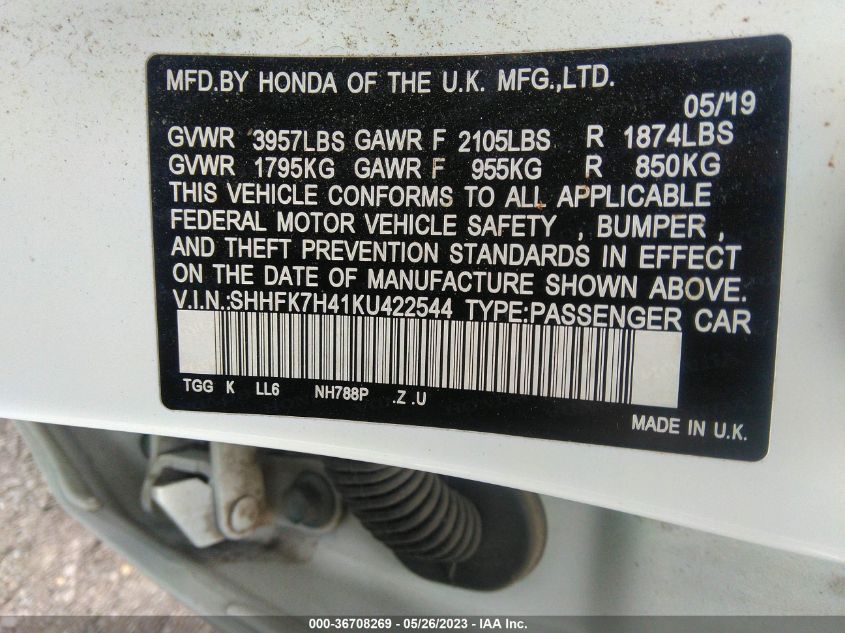 MFD.BY HONDA OF THE U.K. MFG.,LTD.
05/'19
GVWR 3957LBS GAWR F 2105LBS R 1874LBS
GVWR 1795KG GAWR F 955KG R 850KG
THIS VEHICLE CONFORMS TO ALL APPLICABLE
FEDERAL MOTOR VEHICLE SAFETY , BUMPER ,
AND THEFT PREVENTION STANDARDS IN EFFECT
ON THE DATE OF MANUFACTURE SHOWN ABOVE.
V.I.N.:SHHFK7H41KU422544 TYPE:PASSENGER CAR
TGG K LL6 NH788P .Z .U
MADE IN U.K.
000-36708269 - 05/26/2023 - IAA Inc.